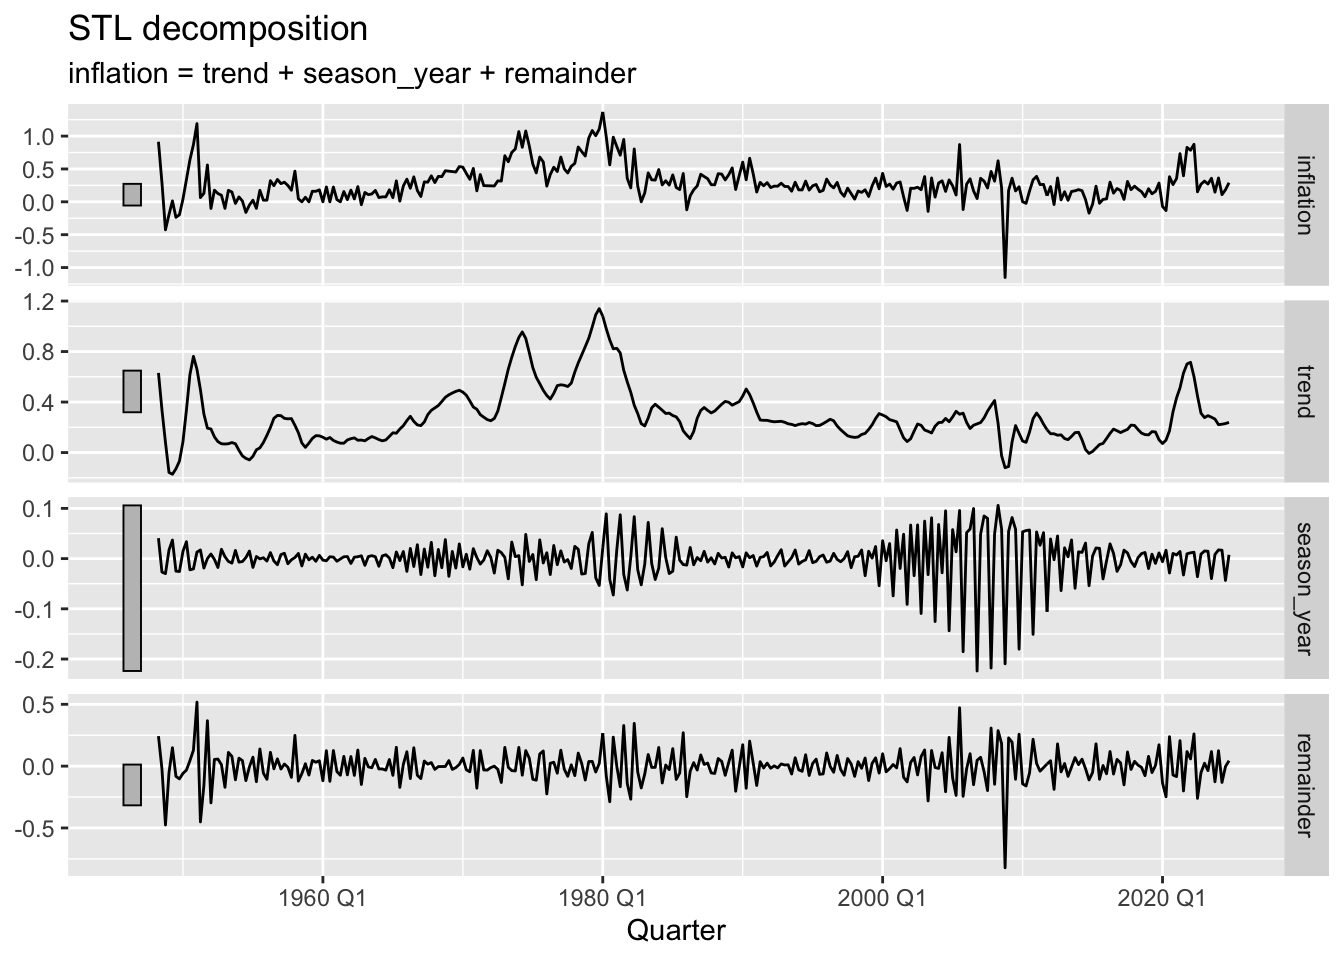 STL decomposition
inflation = trend + season_year + remainder
1.0
0.5
0.0
-0.5
-1.0
inflation
1.2
0.8
0.4
0.0
trend
0.1
0.0
-0.1
-0.2
season_year
0.5
0.0
-0.5
remainder
1960 Q1 1980 Q1 2000 Q1 2020 Q1
Quarter